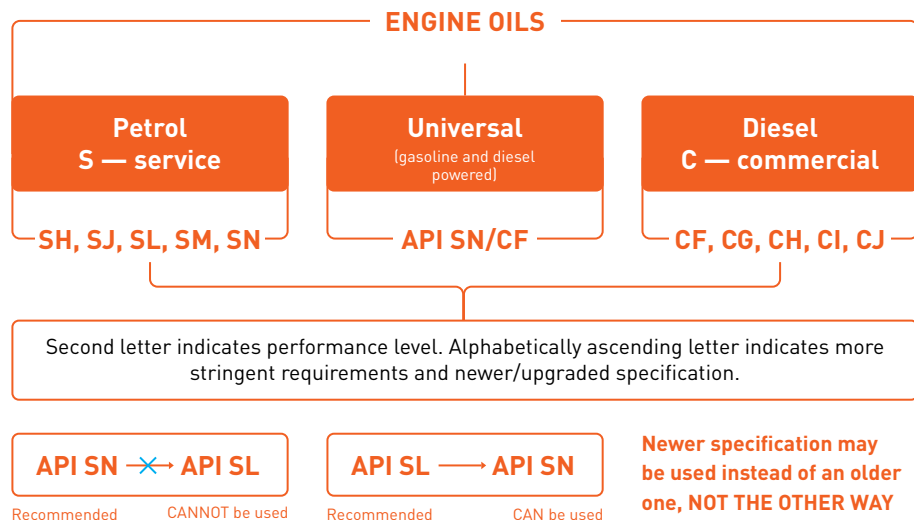 ENGINE OILS
Petrol
S — service
Universal
(gasoline and diesel
powered)
Diesel
C — commercial
SH, SJ, SL, SM, SN
API SN/CF
CF, CG, CH, CI, CJ
Second letter indicates performance level. Alphabetically ascending letter indicates more
stringent requirements and newer/upgraded specification.
API SN
API SL
Recommended
CANNOT be used
API SL
API SN
Recommended
CAN be used
Newer specification may
be used instead of an older
one, NOT THE OTHER WAY